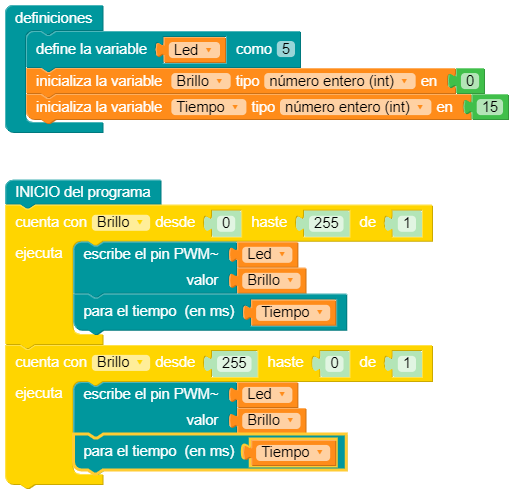 definiciones
define la variable Led como 5
inicializa la variable Brillo tipo número entero (int) en 0
inicializa la variable Tiempo tipo número entero (int) en 15
INICIO del programa
cuenta con Brillo desde 0 haste 255 de 1
ejecuta escribe el pin PWM~ Led
valor Brillo
para el tiempo (en ms) Tiempo
cuenta con Brillo desde 255 haste 0 de 1
ejecuta escribe el pin PWM~ Led
valor Brillo
para el tiempo (en ms) Tiempo